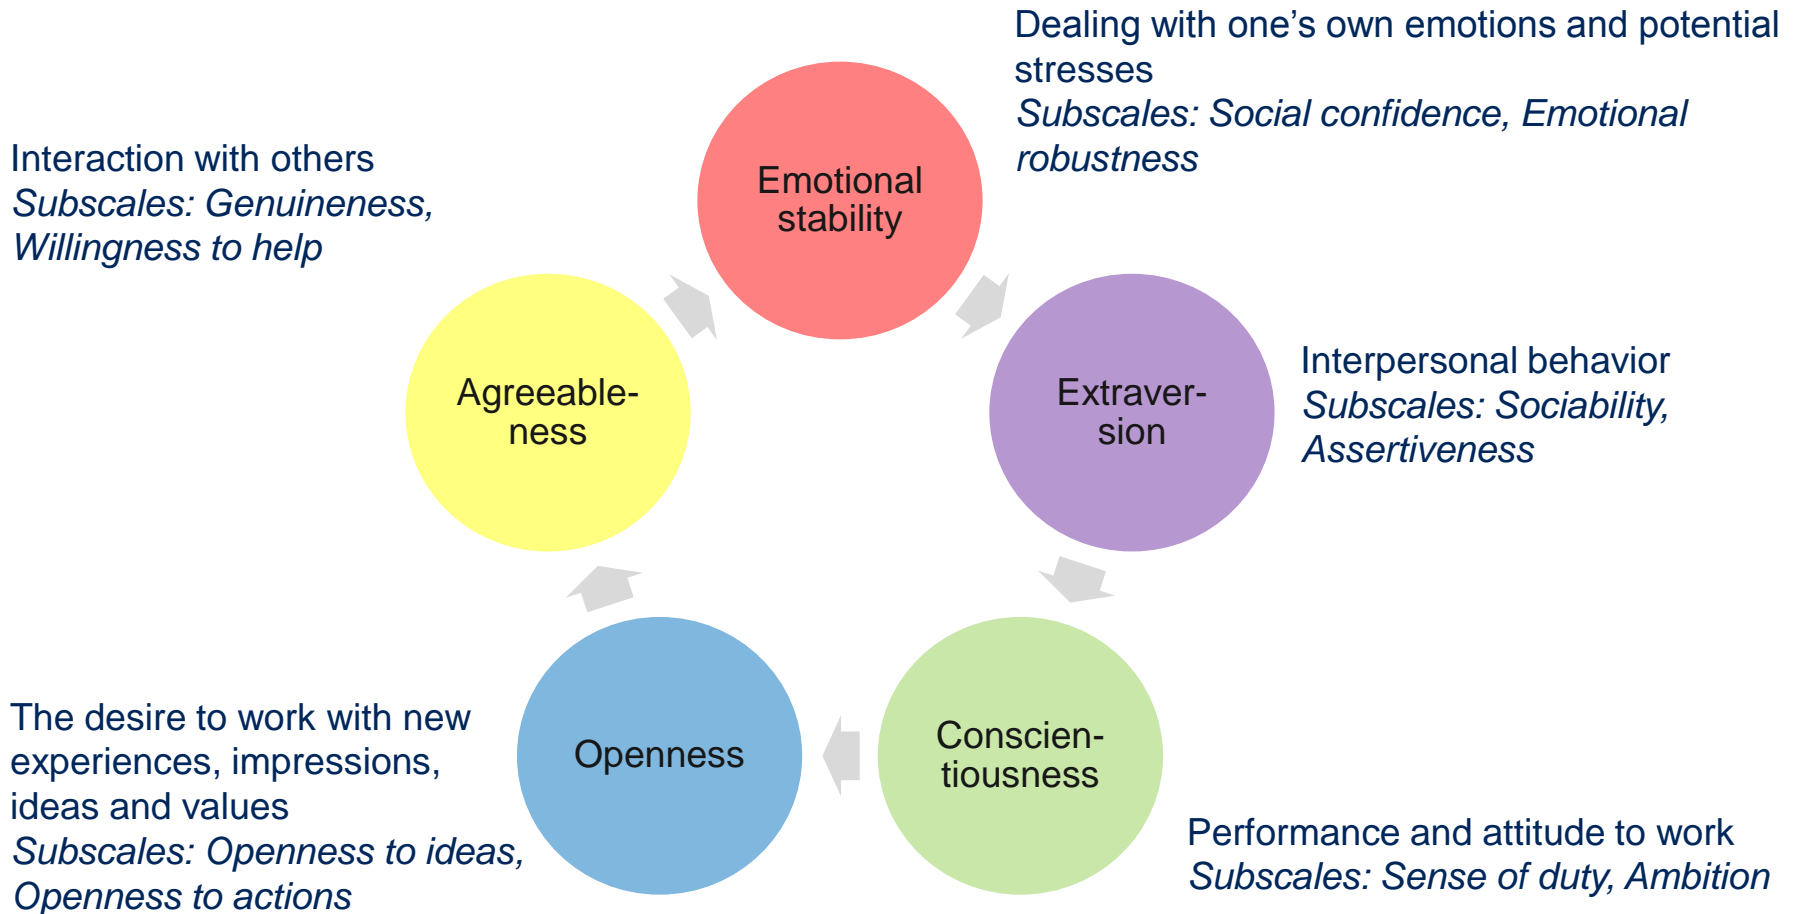 Dealing with one’s own emotions and potential
stresses
Subscales: Social confidence, Emotional
robustness
Emotional
stability
Interaction with others
Subscales: Genuineness,
Willingness to help
Agreeable-
ness
Extraver-
sion
Interpersonal behavior
Subscales: Sociability,
Assertiveness
The desire to work with new
experiences, impressions,
ideas and values
Subscales: Openness to ideas,
Openness to actions
Openness
Conscien-
tiousness
Performance and attitude to work
Subscales: Sense of duty, Ambition